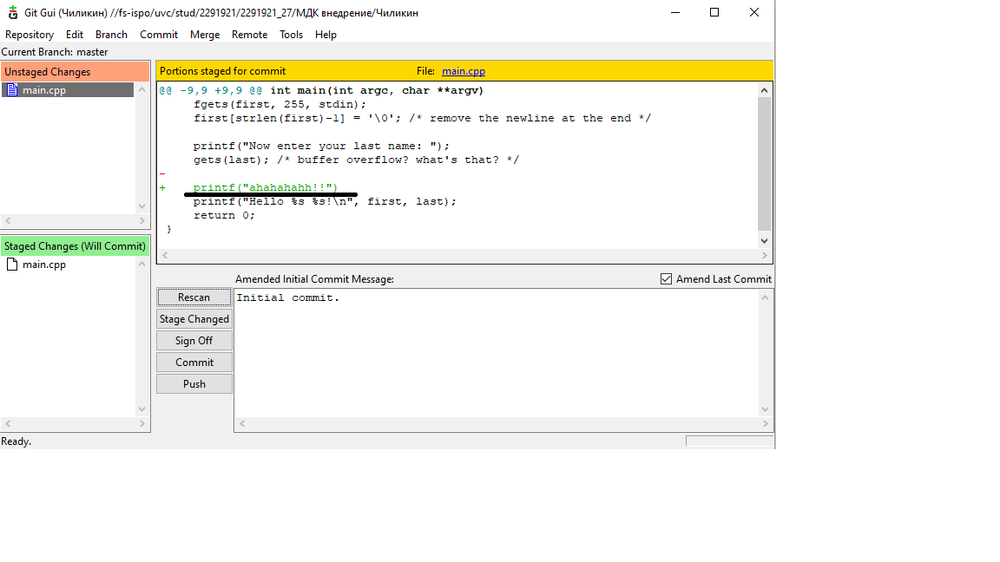 Git Gui (Чиликин) //fs-ispo/uvc/stud/2291921/2291921_27/МДК внедрение/Чиликин
Repository Edit Branch Commit Merge Remote Tools Help
Current Branch: master
Unstaged Changes
main.cpp
Staged Changes (Will Commit)
main.cpp
Portions staged for commit File: main.cpp
@@ -9,9 +9,9 @@ int main(int argc, char **argv)
fgets(first, 255, stdin);
first[strlen(first)-1] = '\0'; /* remove the newline at the end */
printf("Now enter your last name: ");
gets(last); /* buffer overflow? what's that? */
-
+ printf("ahahahahh!!")
printf("Hello %s %s!\n", first, last);
return 0;
}
Amended Initial Commit Message: Amend Last Commit
Rescan
Stage Changed
Sign Off
Commit
Push
Initial commit.
Ready.